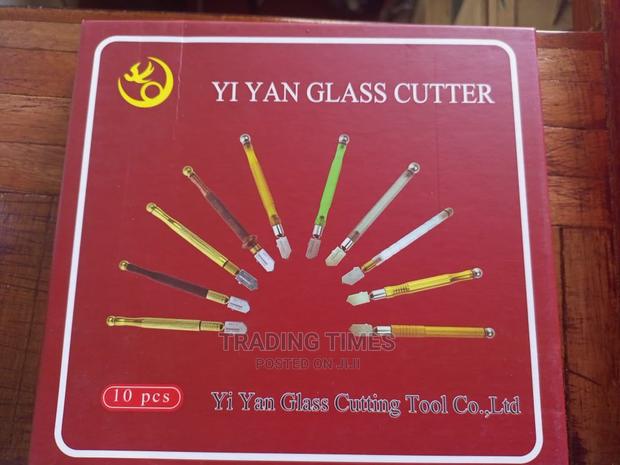 YI YAN GLASS CUTTER
TRADING TIMES
POSTED ON JIJI
10 pcs
Yi Yan Glass Cutting Tool Co.,Ltd